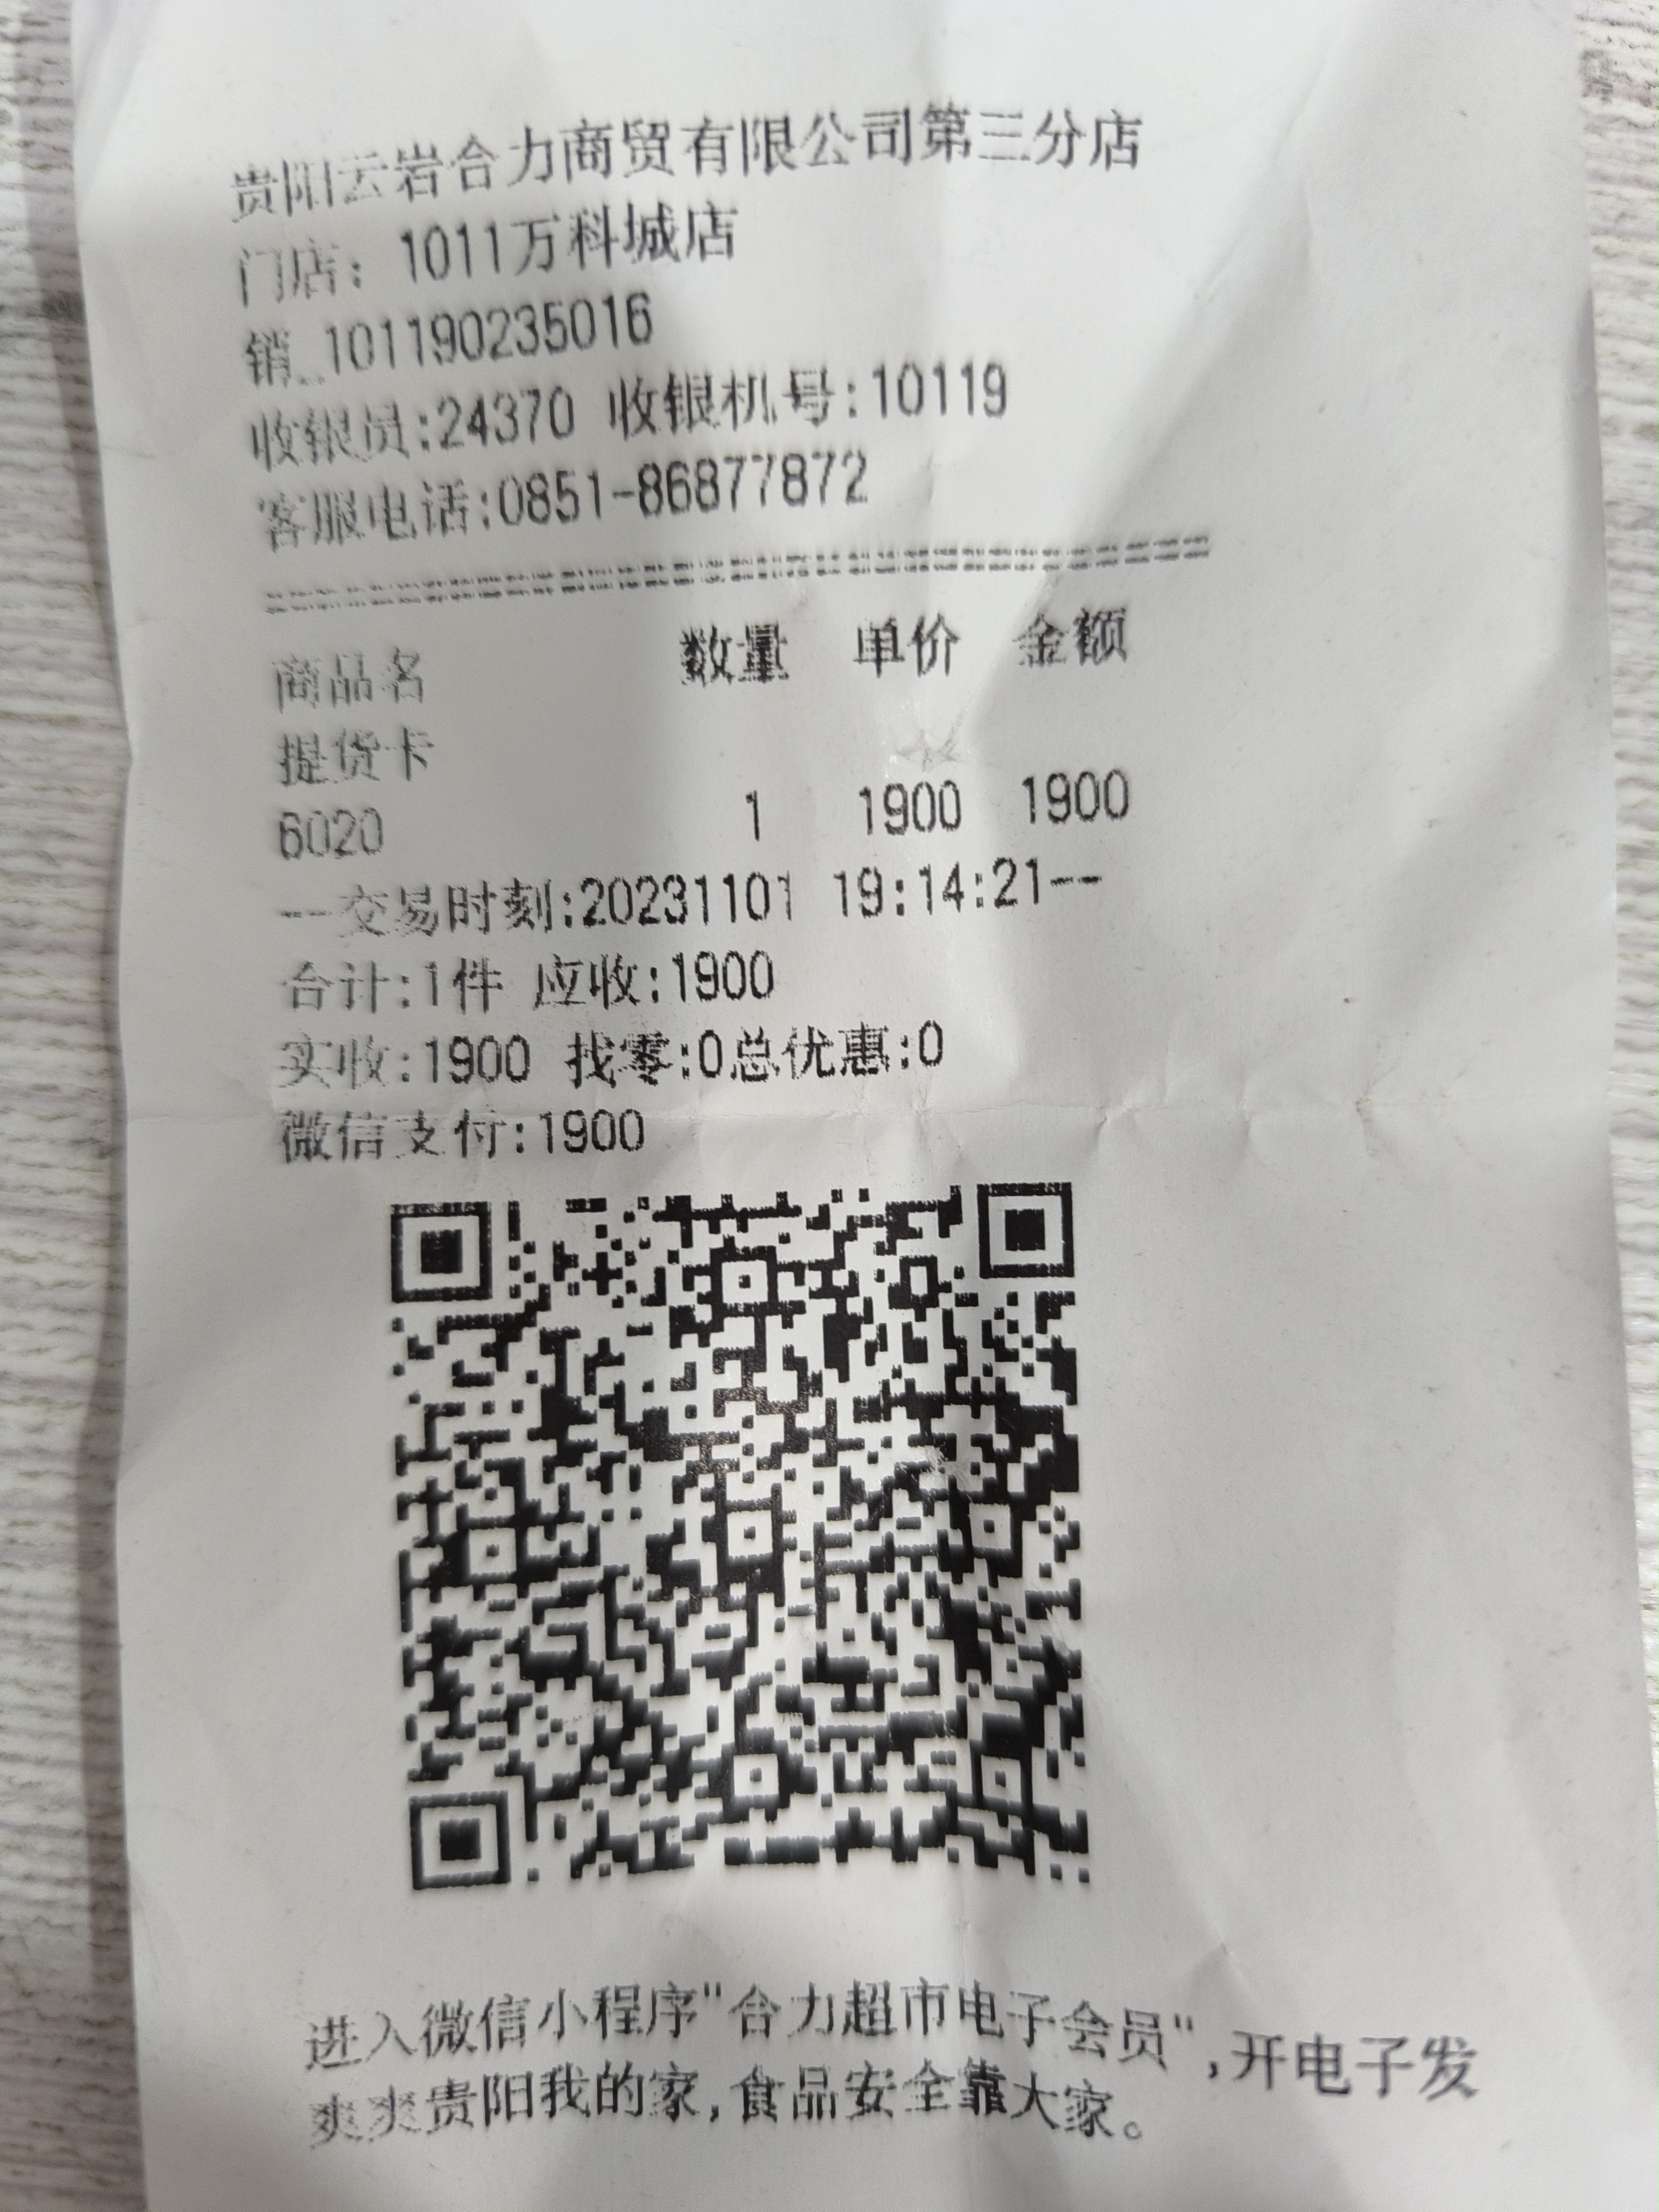 贵阳云岩合力商贸有限公司第三分店
门店：1011万科城店
销_101190235016
收银员:24370 收银机号:10119
客服电话:0851-86877872
================================
商品名 数量 单价 金额
提货卡
6020 1 1900 1900
--交易时刻:20231101 19:14:21--
合计:1件 应收:1900
实收:1900 找零:0总优惠:0
微信支付:1900
进入微信小程序"合力超市电子会员",开电子发
爽爽贵阳我的家,食品安全靠大家。